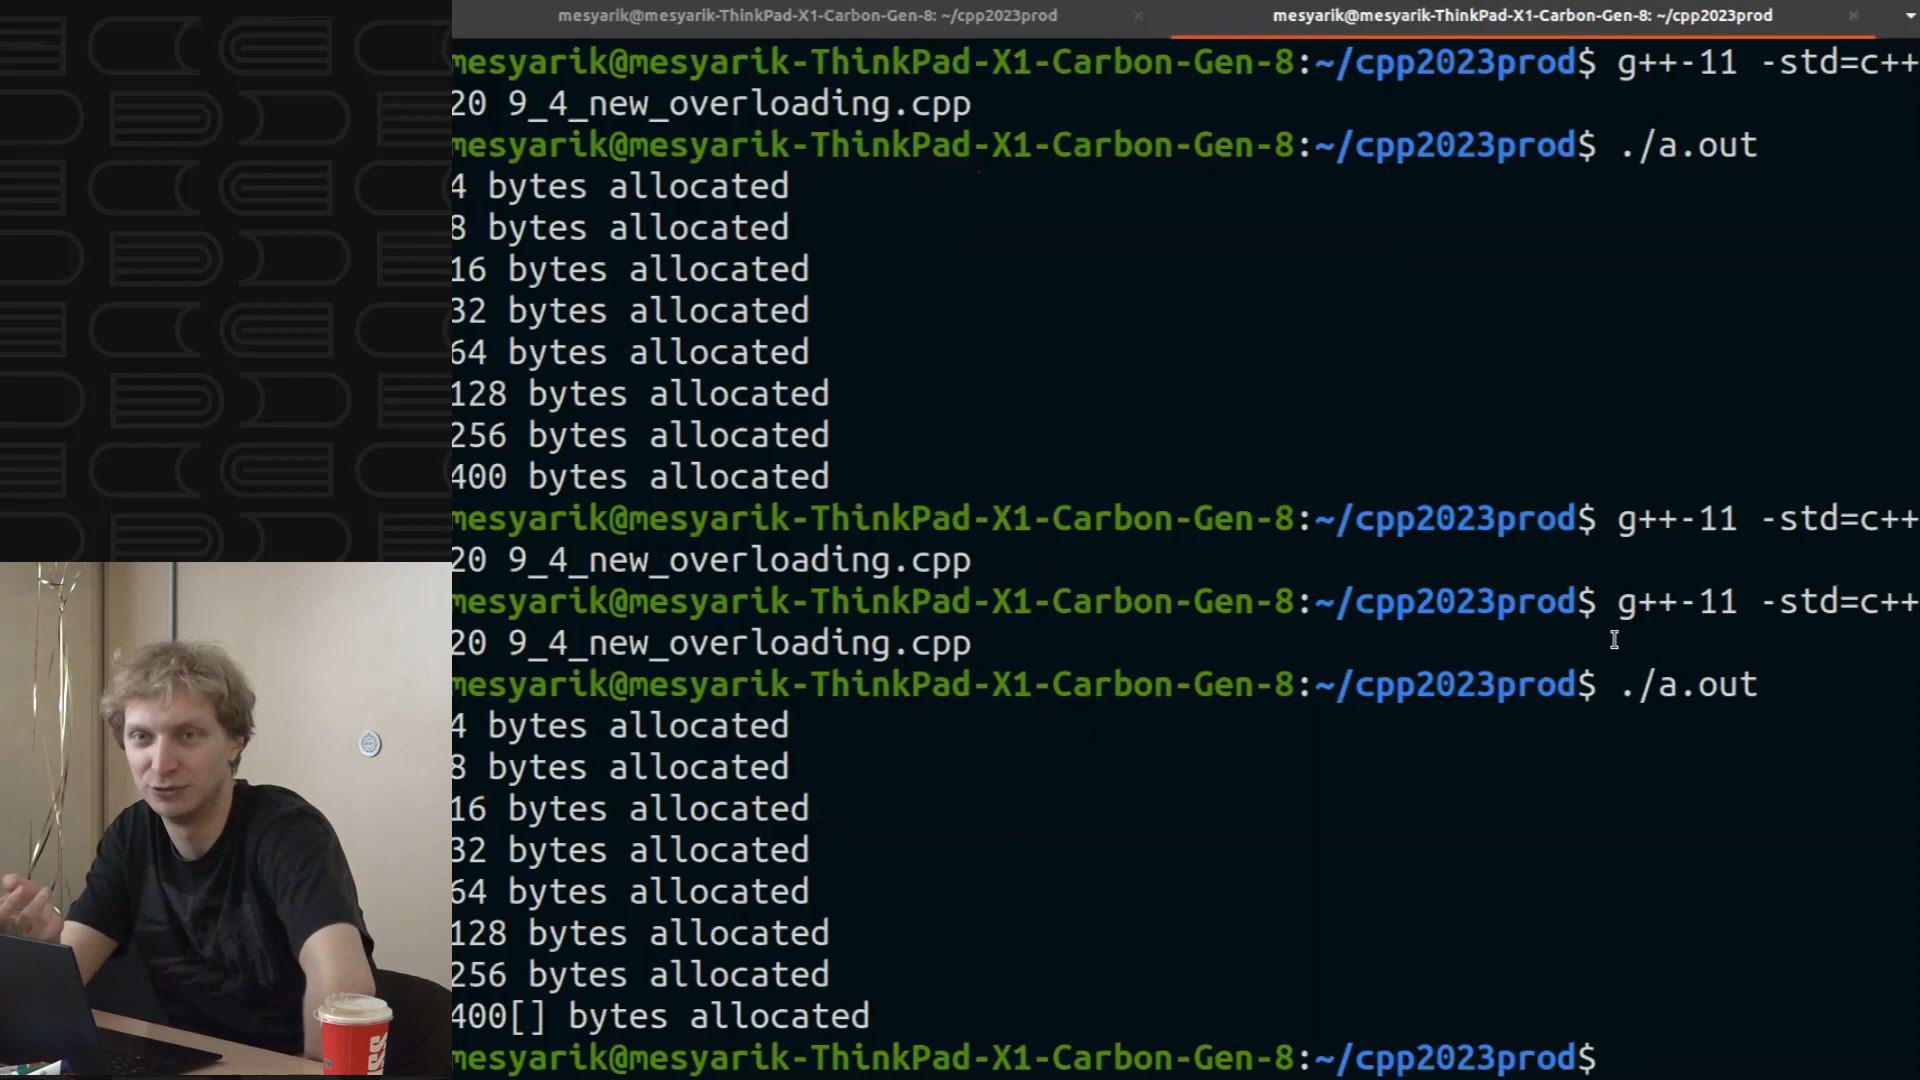 mesyarik@mesyarik-ThinkPad-X1-Carbon-Gen-8: ~/cpp2023prod
mesyarik@mesyarik-ThinkPad-X1-Carbon-Gen-8: ~/cpp2023prod
mesyarik@mesyarik-ThinkPad-X1-Carbon-Gen-8:~/cpp2023prod$ g++-11 -std=c++
20 9_4_new_overloading.cpp
mesyarik@mesyarik-ThinkPad-X1-Carbon-Gen-8:~/cpp2023prod$ ./a.out
4 bytes allocated
8 bytes allocated
16 bytes allocated
32 bytes allocated
64 bytes allocated
128 bytes allocated
256 bytes allocated
400 bytes allocated
mesyarik@mesyarik-ThinkPad-X1-Carbon-Gen-8:~/cpp2023prod$ g++-11 -std=c++
20 9_4_new_overloading.cpp
mesyarik@mesyarik-ThinkPad-X1-Carbon-Gen-8:~/cpp2023prod$ g++-11 -std=c++
20 9_4_new_overloading.cpp
mesyarik@mesyarik-ThinkPad-X1-Carbon-Gen-8:~/cpp2023prod$ ./a.out
4 bytes allocated
8 bytes allocated
16 bytes allocated
32 bytes allocated
64 bytes allocated
128 bytes allocated
256 bytes allocated
400[] bytes allocated
mesyarik@mesyarik-ThinkPad-X1-Carbon-Gen-8:~/cpp2023prod$